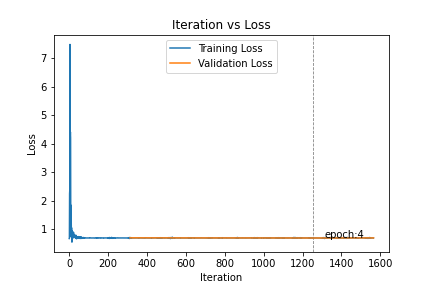 Iteration vs Loss
Training Loss
Validation Loss
7
6
5
4
3
2
1
Loss
epoch:4
0 200 400 600 800 1000 1200 1400 1600
Iteration